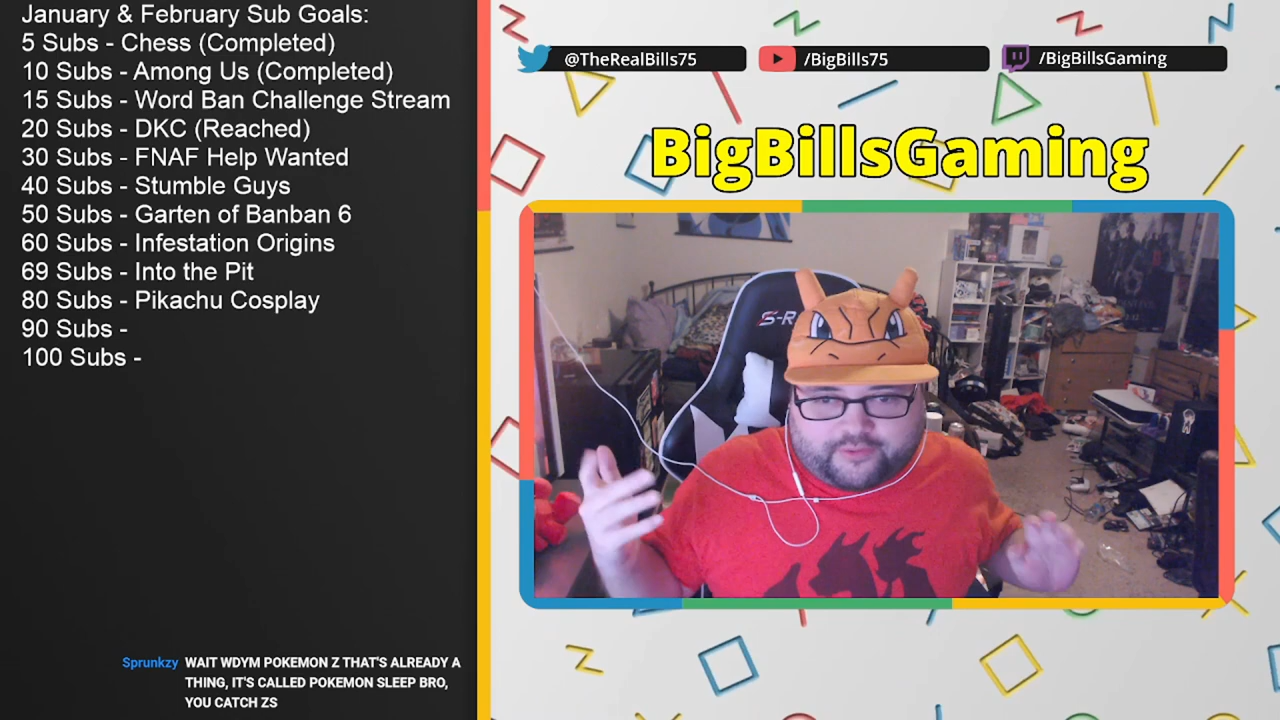 January & February Sub Goals:
5 Subs - Chess (Completed)
10 Subs - Among Us (Completed)
15 Subs - Word Ban Challenge Stream
20 Subs - DKC (Reached)
30 Subs - FNAF Help Wanted
40 Subs - Stumble Guys
50 Subs - Garten of Banban 6
60 Subs - Infestation Origins
69 Subs - Into the Pit
80 Subs - Pikachu Cosplay
90 Subs -
100 Subs -
@TheRealBills75
/BigBills75
/BigBillsGaming
BigBillsGaming
S-R
Sprunkzy WAIT WDYM POKEMON Z THAT'S ALREADY A
THING, IT'S CALLED POKEMON SLEEP BRO,
YOU CATCH ZS